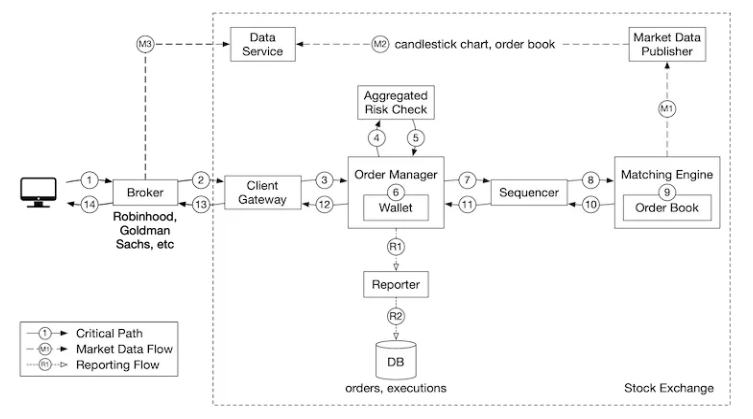 M3
Data
Service
M2
candlestick chart, order book
Market Data
Publisher
Aggregated
Risk Check
M1
4
5
1
2
3
Order Manager
7
8
Matching Engine
Broker
Client
Gateway
6
Wallet
Sequencer
9
Order Book
14
13
12
11
10
Robinhood,
Goldman
Sachs, etc
R1
Reporter
R2
DB
orders, executions
1 Critical Path
M1 Market Data Flow
R1 Reporting Flow
Stock Exchange